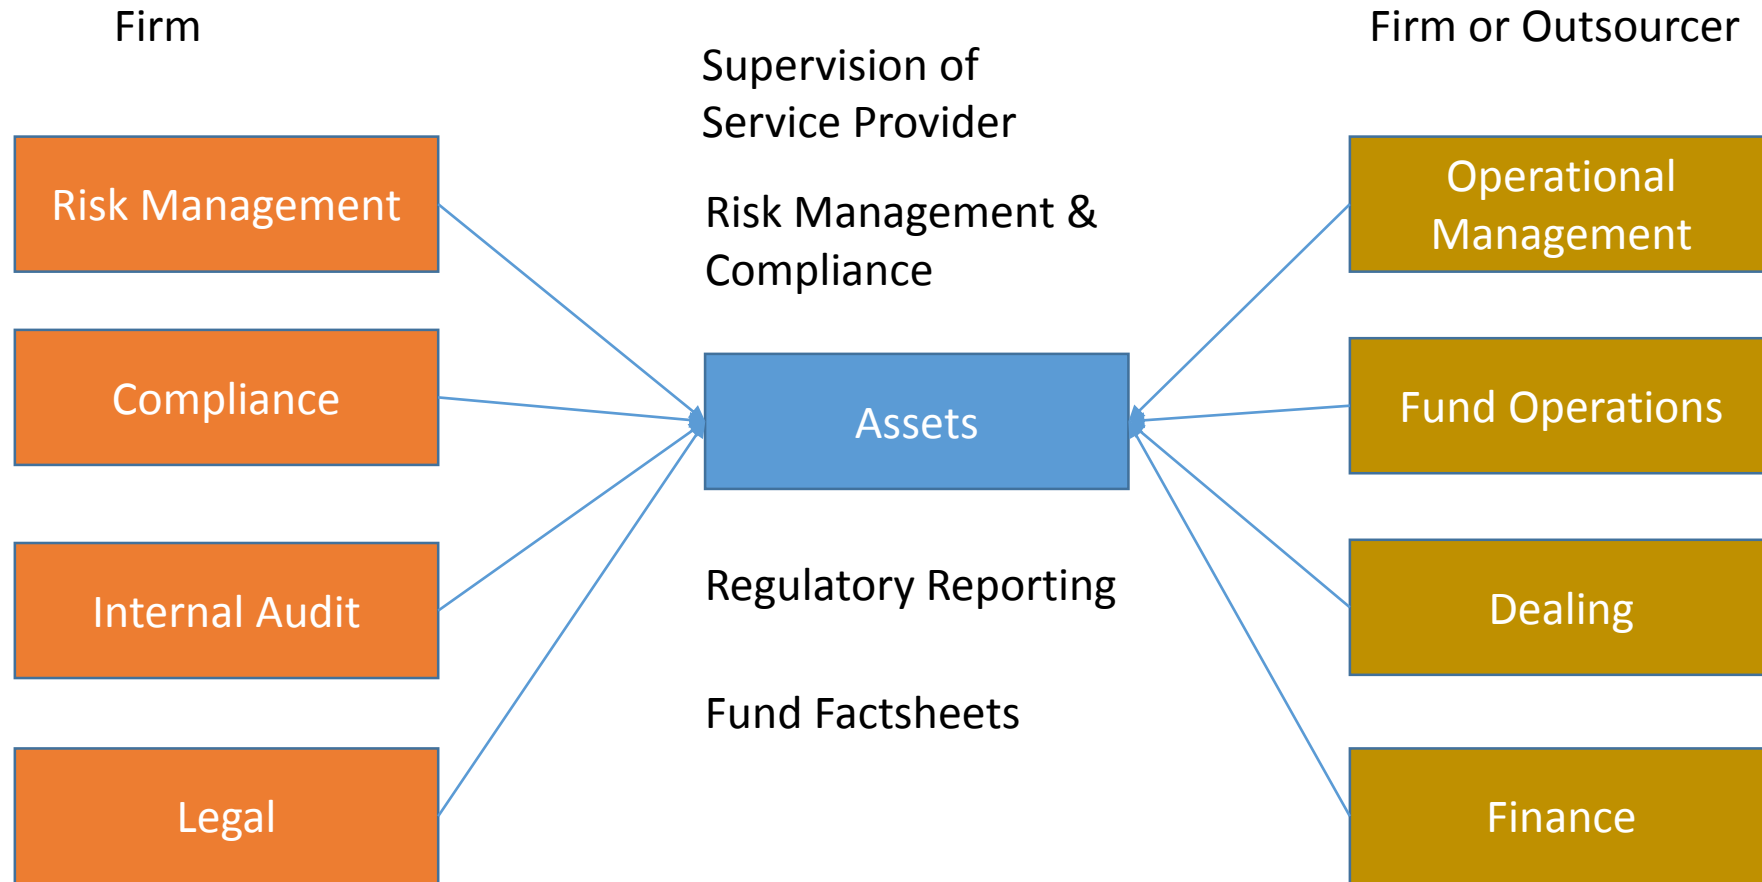 Firm
Firm or Outsourcer
Supervision of
Service Provider
Risk Management
Risk Management &
Compliance
Operational
Management
Compliance
Assets
Fund Operations
Internal Audit
Regulatory Reporting
Dealing
Fund Factsheets
Legal
Finance